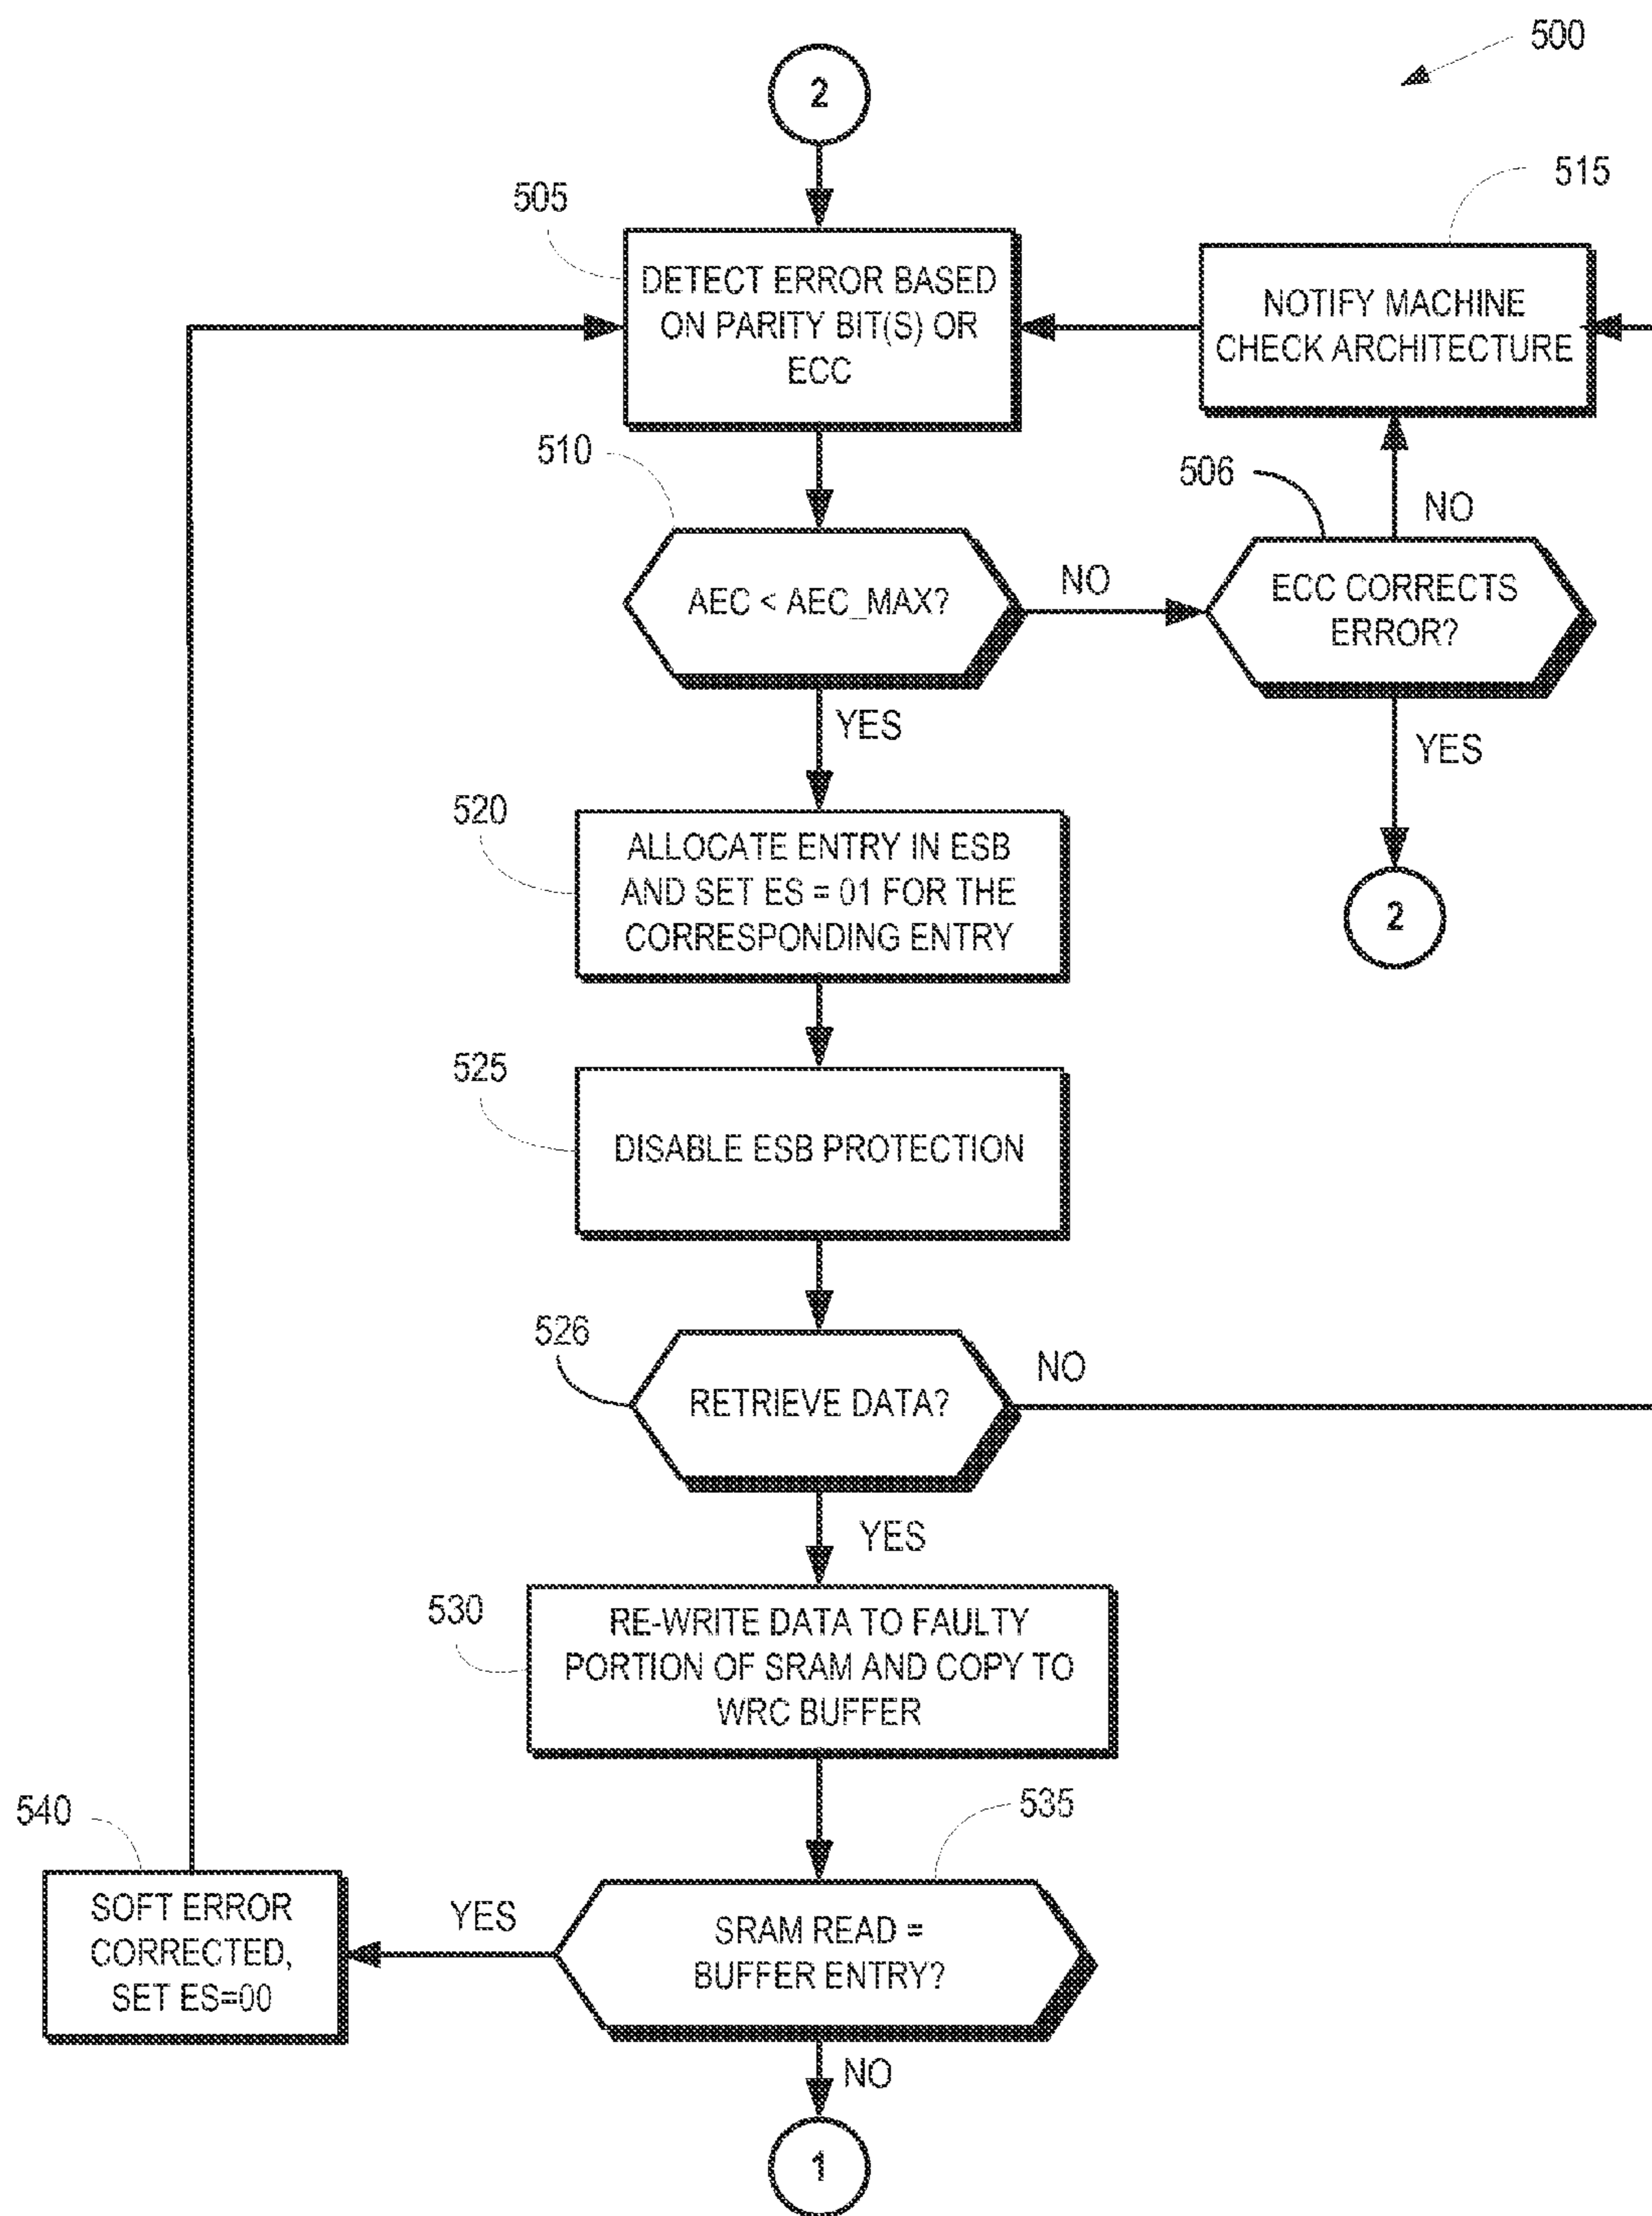 500
2
505
515
DETECT ERROR BASED
ON PARITY BIT(S) OR
ECC
NOTIFY MACHINE
CHECK ARCHITECTURE
510
506
NO
AEC < AEC_MAX?
NO
ECC CORRECTS
ERROR?
YES
YES
520
ALLOCATE ENTRY IN ESB
AND SET ES = 01 FOR THE
CORRESPONDING ENTRY
2
525
DISABLE ESB PROTECTION
526
NO
RETRIEVE DATA?
YES
530
RE-WRITE DATA TO FAULTY
PORTION OF SRAM AND COPY TO
WRC BUFFER
540
535
SOFT ERROR
CORRECTED,
SET ES=00
YES
SRAM READ =
BUFFER ENTRY?
NO
1